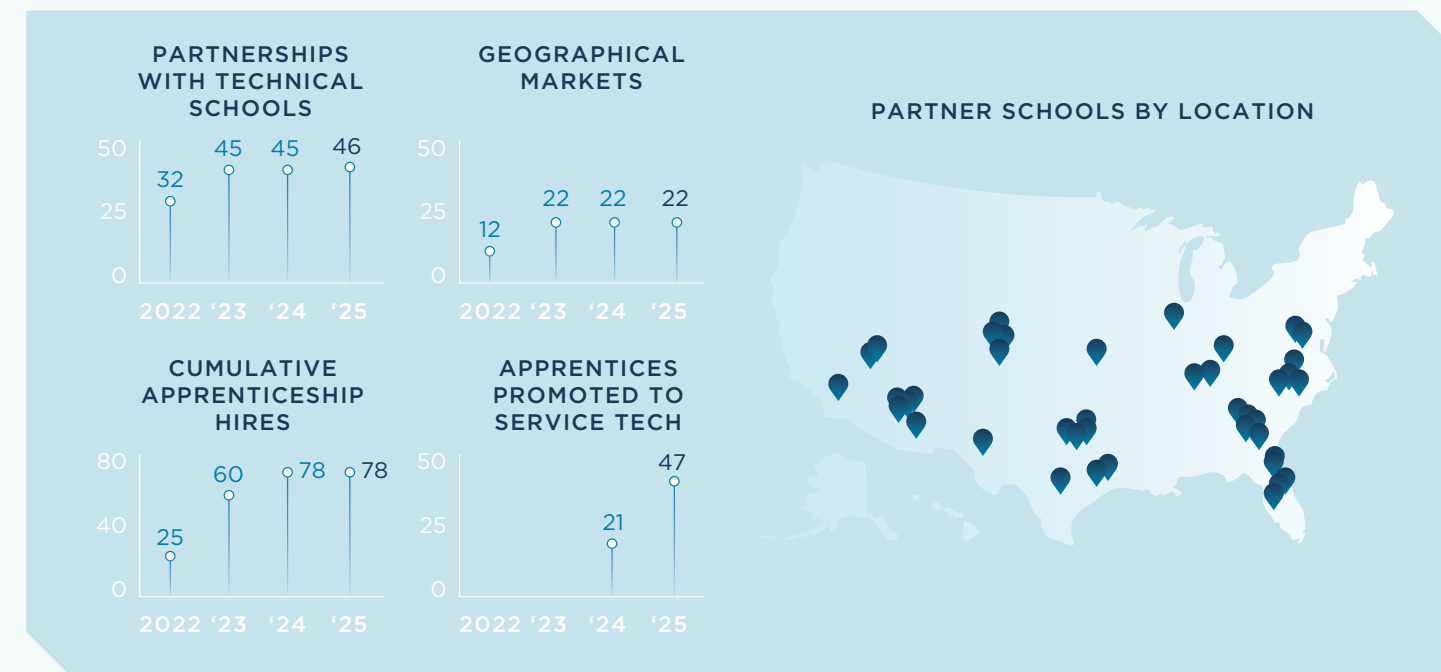 PARTNERSHIPS
WITH TECHNICAL
SCHOOLS
50
25
0
32
45
45
46
2022 ‘23 ‘24 ‘25
GEOGRAPHICAL
MARKETS
50
25
0
12
22
22
22
2022 ‘23 ‘24 ‘25
CUMULATIVE
APPRENTICESHIP
HIRES
80
40
0
25
60
78
78
2022 ‘23 ‘24 ‘25
APPRENTICES
PROMOTED TO
SERVICE TECH
50
25
0
21
47
2022 ‘23 ‘24 ‘25
PARTNER SCHOOLS BY LOCATION